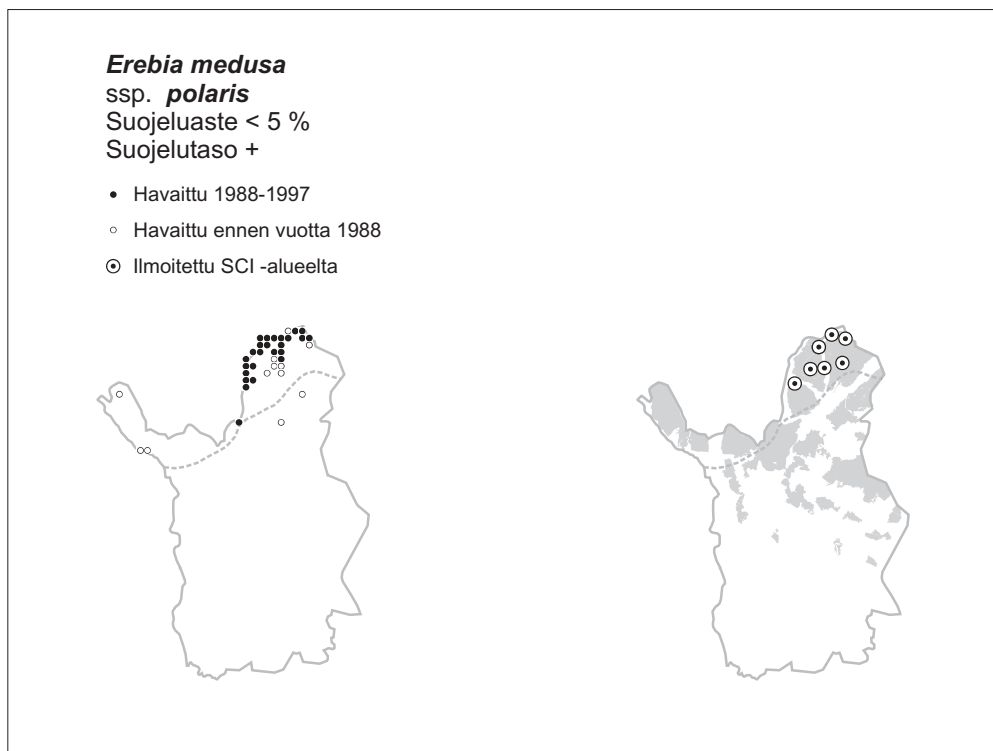 Erebia medusa
ssp. polaris
Suojeluaste < 5 %
Suojelutaso +
Havaittu 1988-1997
Havaittu ennen vuotta 1988
Ilmoitettu SCI -alueelta